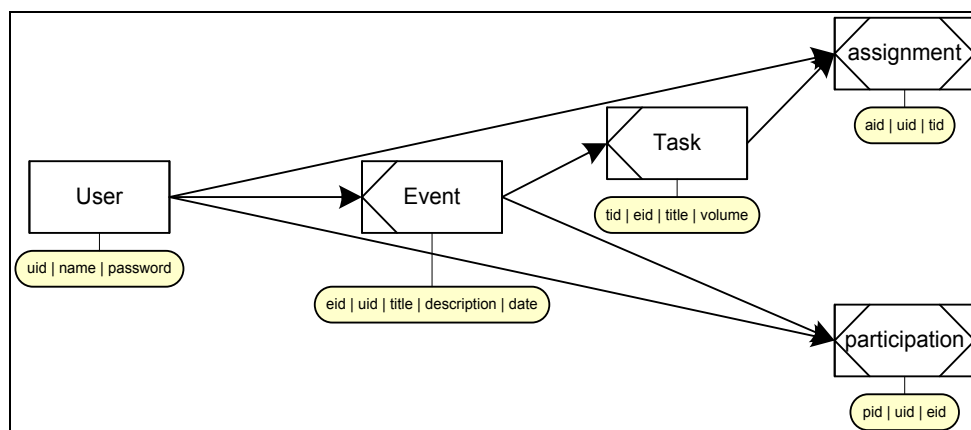 assignment
aid | uid | tid
Task
tid | eid | title | volume
User
uid | name | password
Event
eid | uid | title | description | date
participation
pid | uid | eid